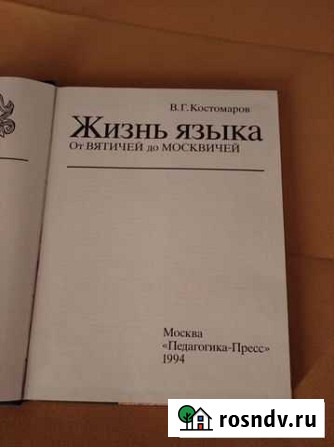 В.Г.Костомаров
Жизнь языка
От ВЯТИЧЕЙ до МОСКВИЧЕЙ
Москва
«Педагогика-Пресс»
1994
rosndv.ru